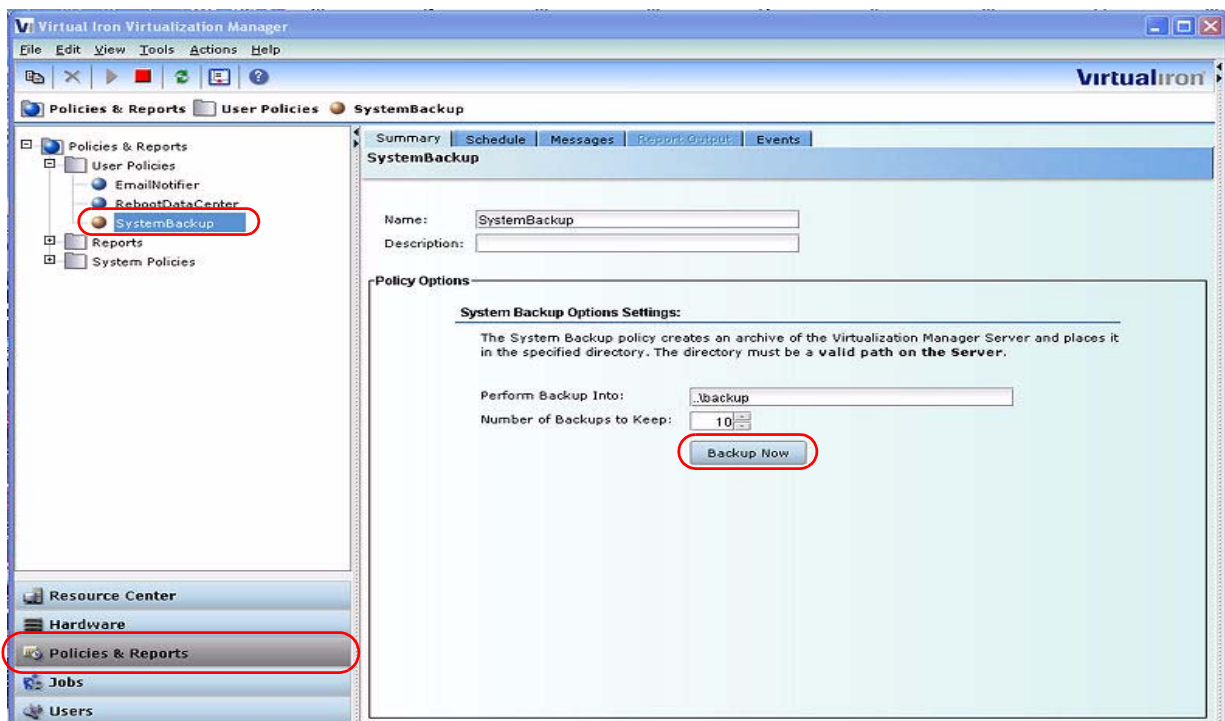 Virtual Iron Virtualization Manager
File Edit View Tools Actions Help
VirtualIron
Policies & Reports User Policies SystemBackup
Policies & Reports
User Policies
EmailNotifier
RebootDataCenter
SystemBackup
Reports
System Policies
Resource Center
Hardware
Policies & Reports
Jobs
Users
Summary Schedule Messages Report Output Events
SystemBackup
Name: SystemBackup
Description:
Policy Options
System Backup Options Settings:
The System Backup policy creates an archive of the Virtualization Manager Server and places it
in the specified directory. The directory must be a valid path on the Server.
Perform Backup Into: ..\backup
Number of Backups to Keep: 10
Backup Now